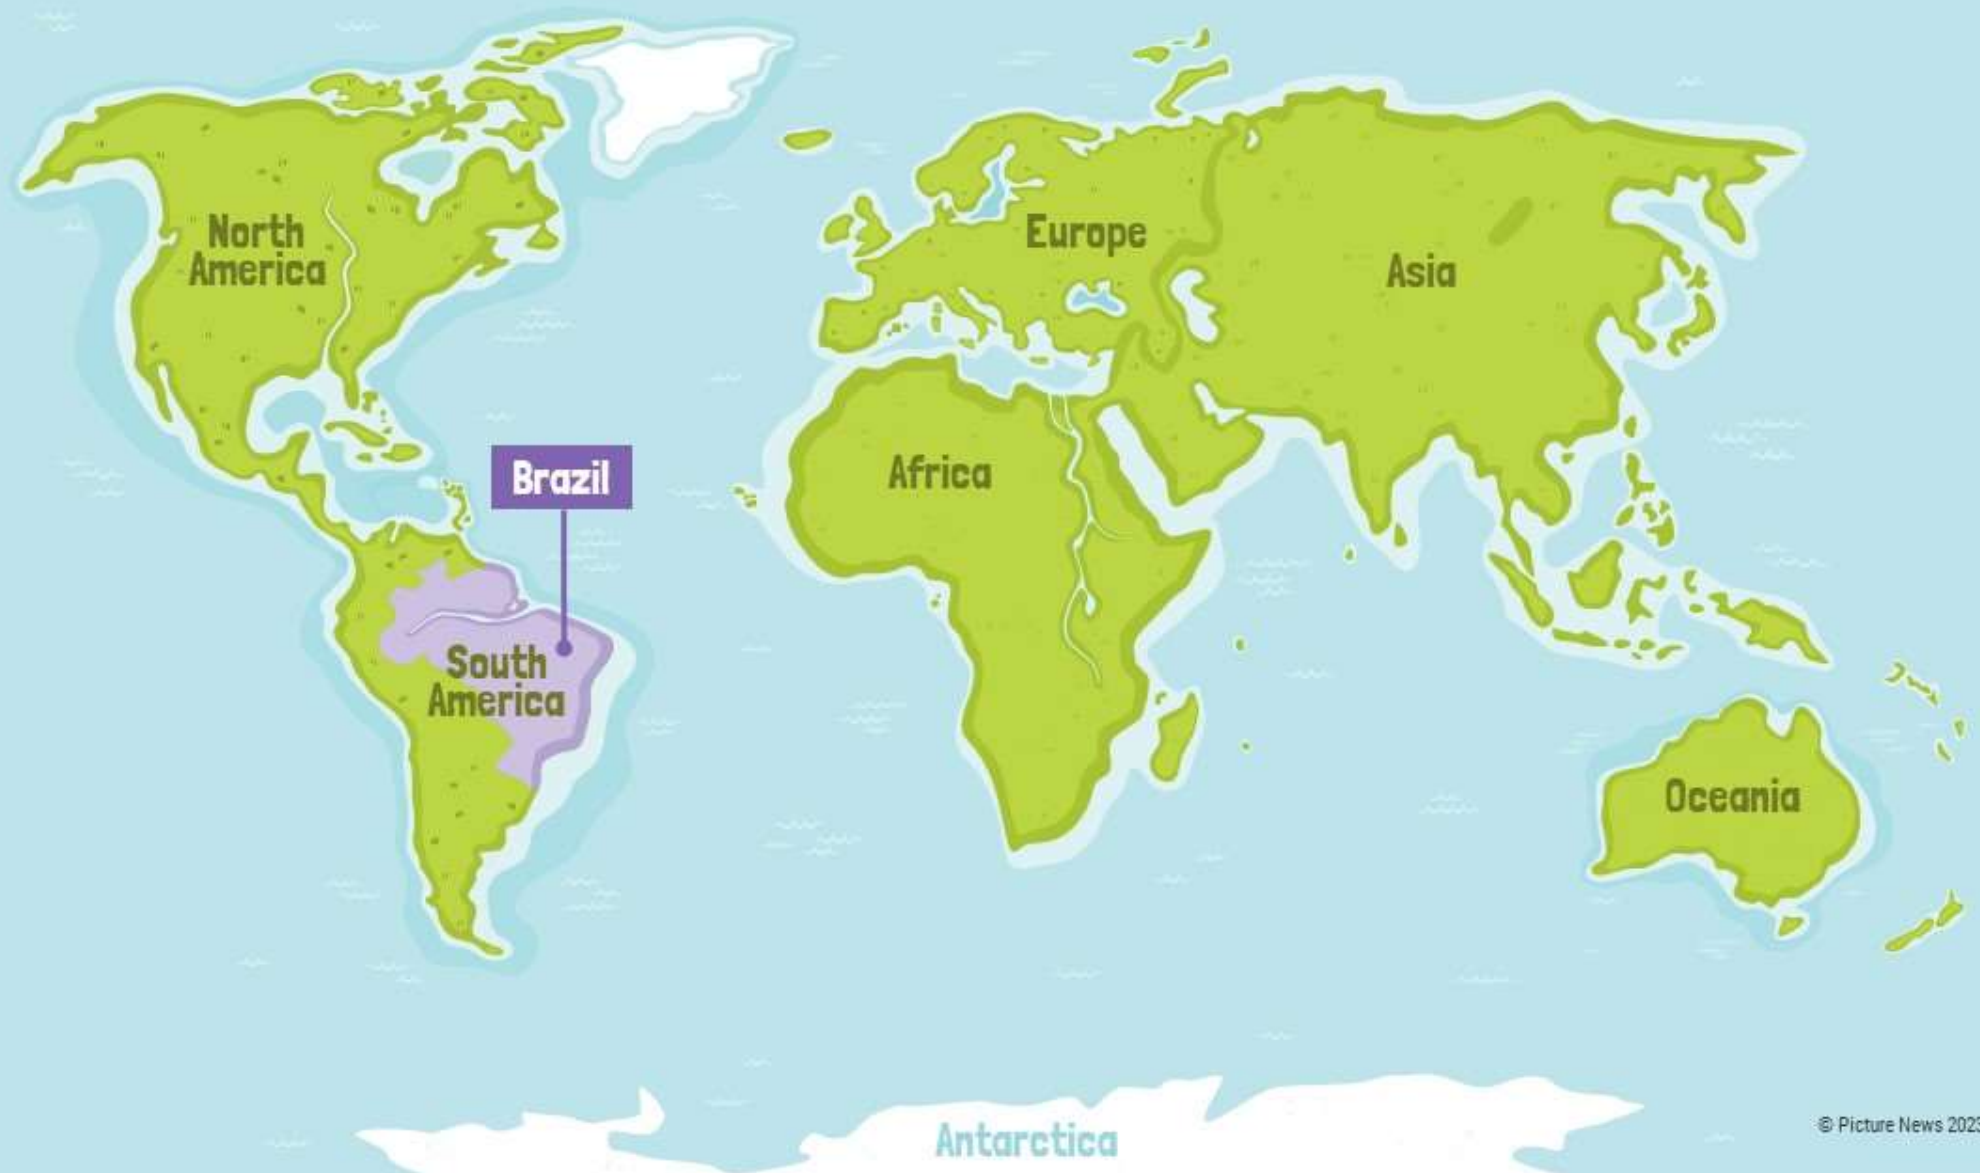 North
America
Europe
Asia
Brazil
Africa
South
America
Oceania
© Picture News 2023
Antarctica